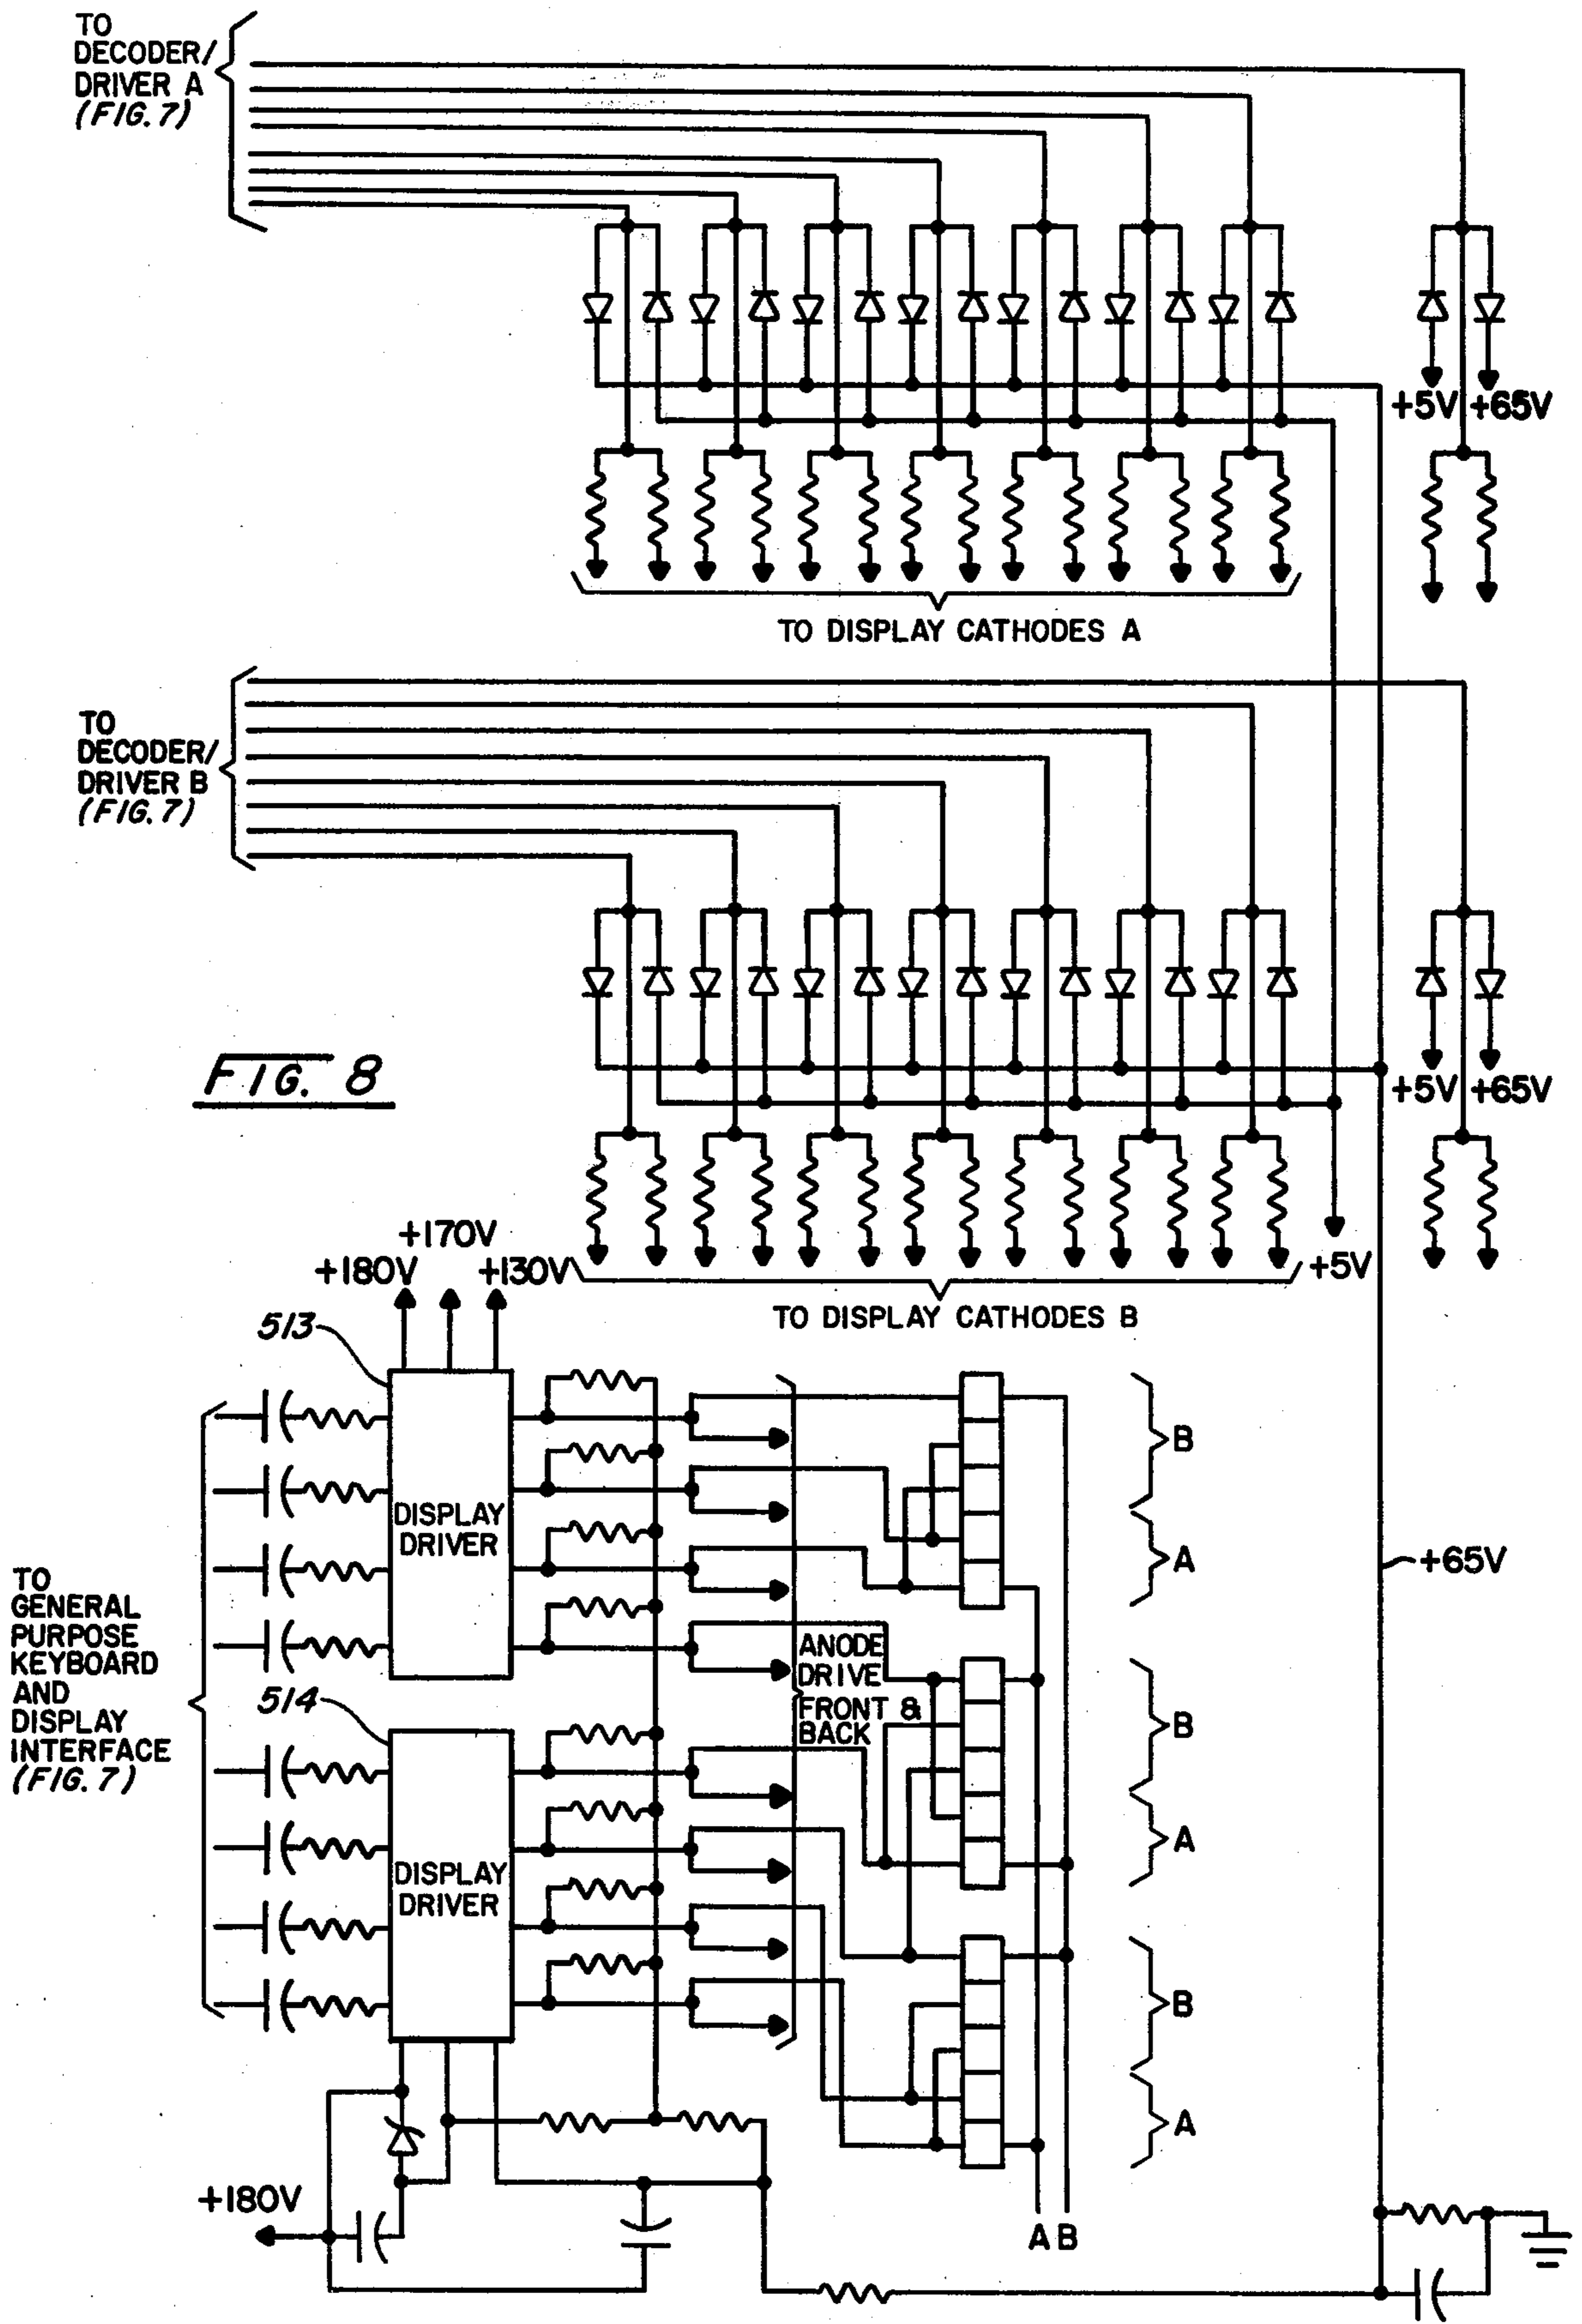 TO
DECODER/
DRIVER A
(FIG. 7)
+5V +65V
TO DISPLAY CATHODES A
TO
DECODER/
DRIVER B
(FIG. 7)
FIG. 8
+5V +65V
+170V
+180V +130V
+5V
TO DISPLAY CATHODES B
513
B
DISPLAY
DRIVER
A
+65V
TO
GENERAL
PURPOSE
KEYBOARD
AND
DISPLAY
INTERFACE
(FIG. 7)
ANODE
DRIVE
FRONT &
BACK
514
B
A
DISPLAY
DRIVER
B
A
+180V
A B